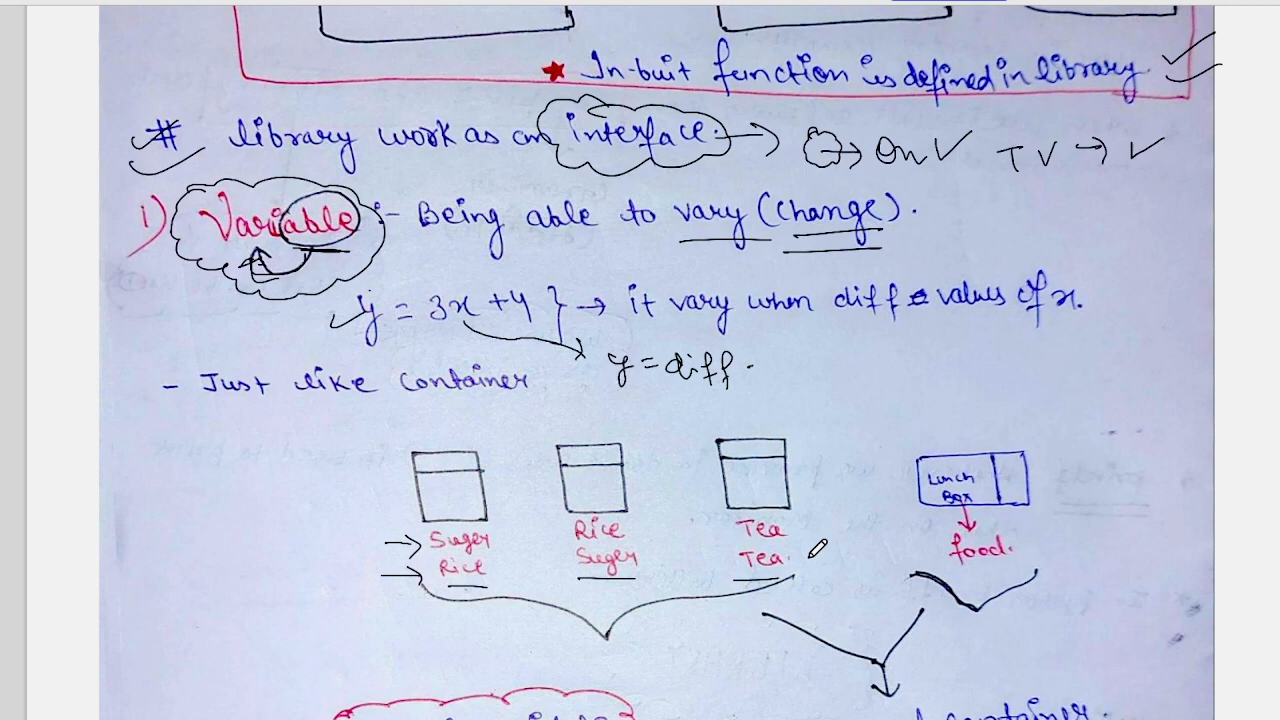 ★ In-buit function is defined in library.
# library work as an interface. → → On ✓ TV → ✓
1) Variable :- Being able to vary (change).
y = 3x + 4 } → it vary when diff values of x.
y = diff.
- Just like container
Lunch Box
Suger Rice Tea
Rice Suger Tea.
food.
container.